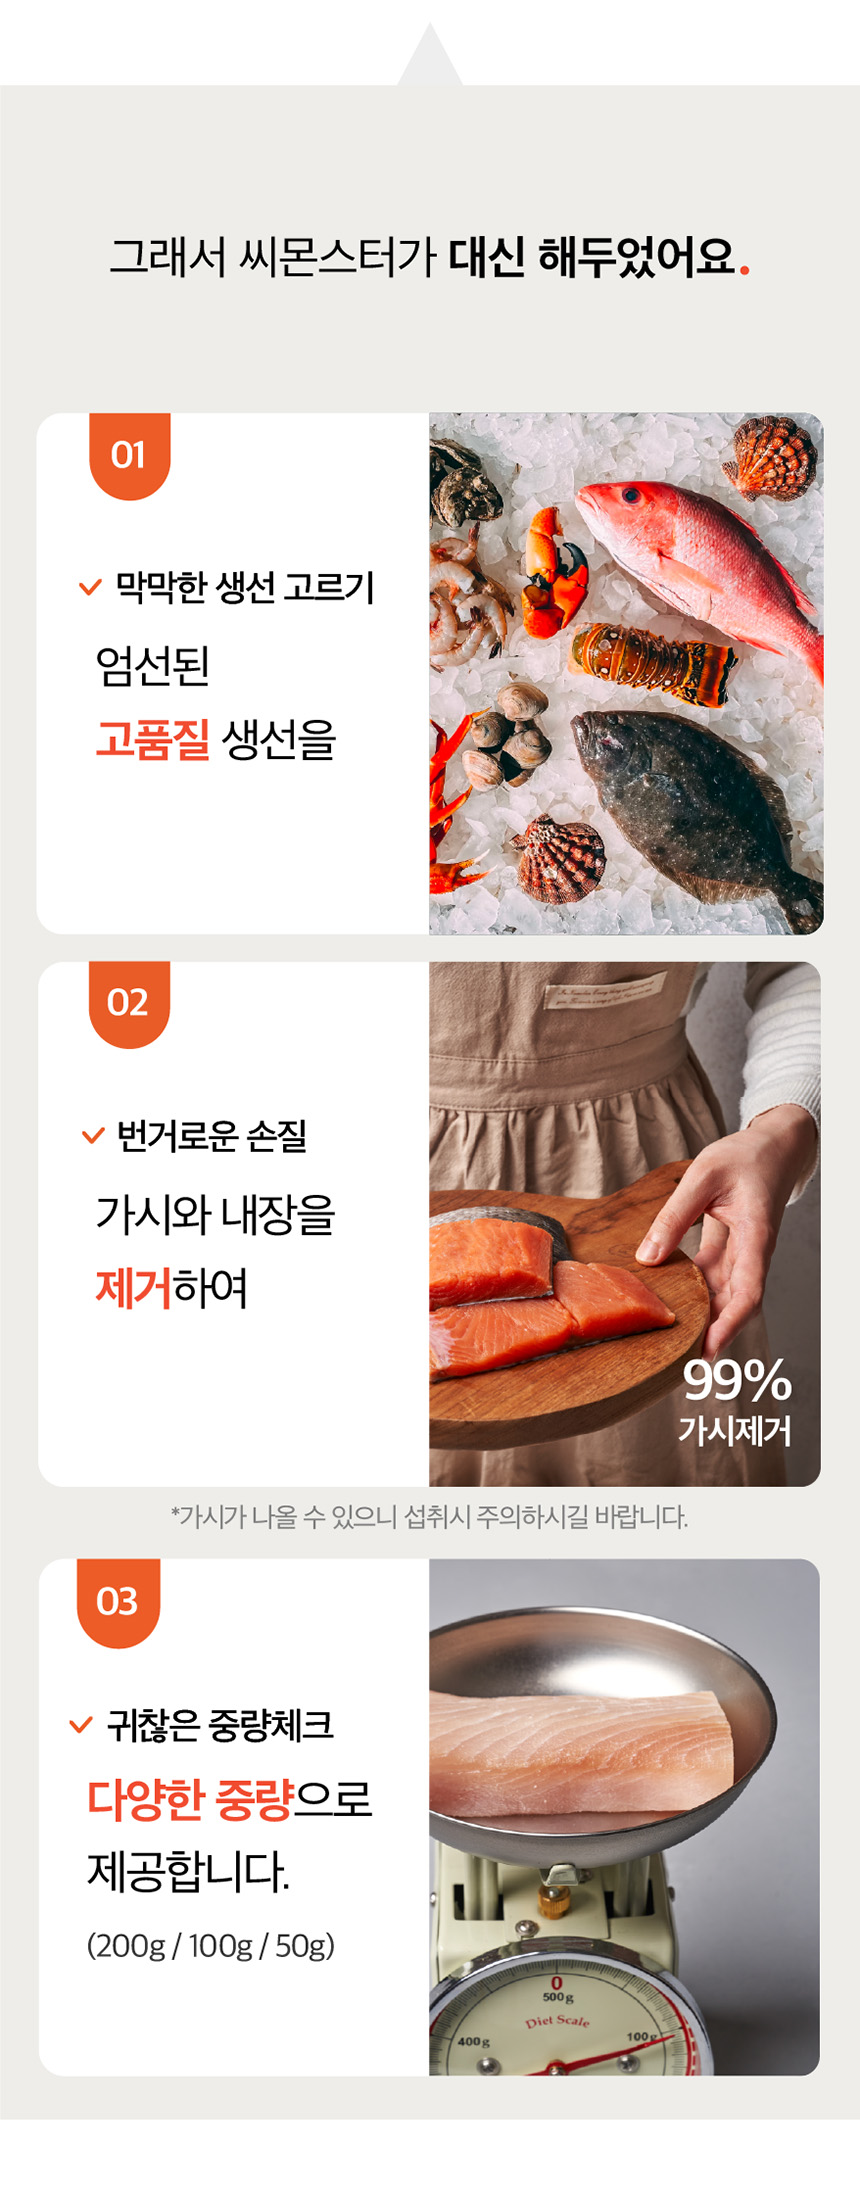 그래서 씨몬스터가 대신 해두었어요.
01
막막한 생선 고르기
엄선된
고품질 생선을
02
번거로운 손질
가시와 내장을
제거하여
99%
가시제거
*가시가 나올 수 있으니 섭취시 주의하시길 바랍니다.
03
귀찮은 중량체크
다양한 중량으로
제공합니다.
(200g / 100g / 50g)
0
500g
Diet Scale
400g
100g